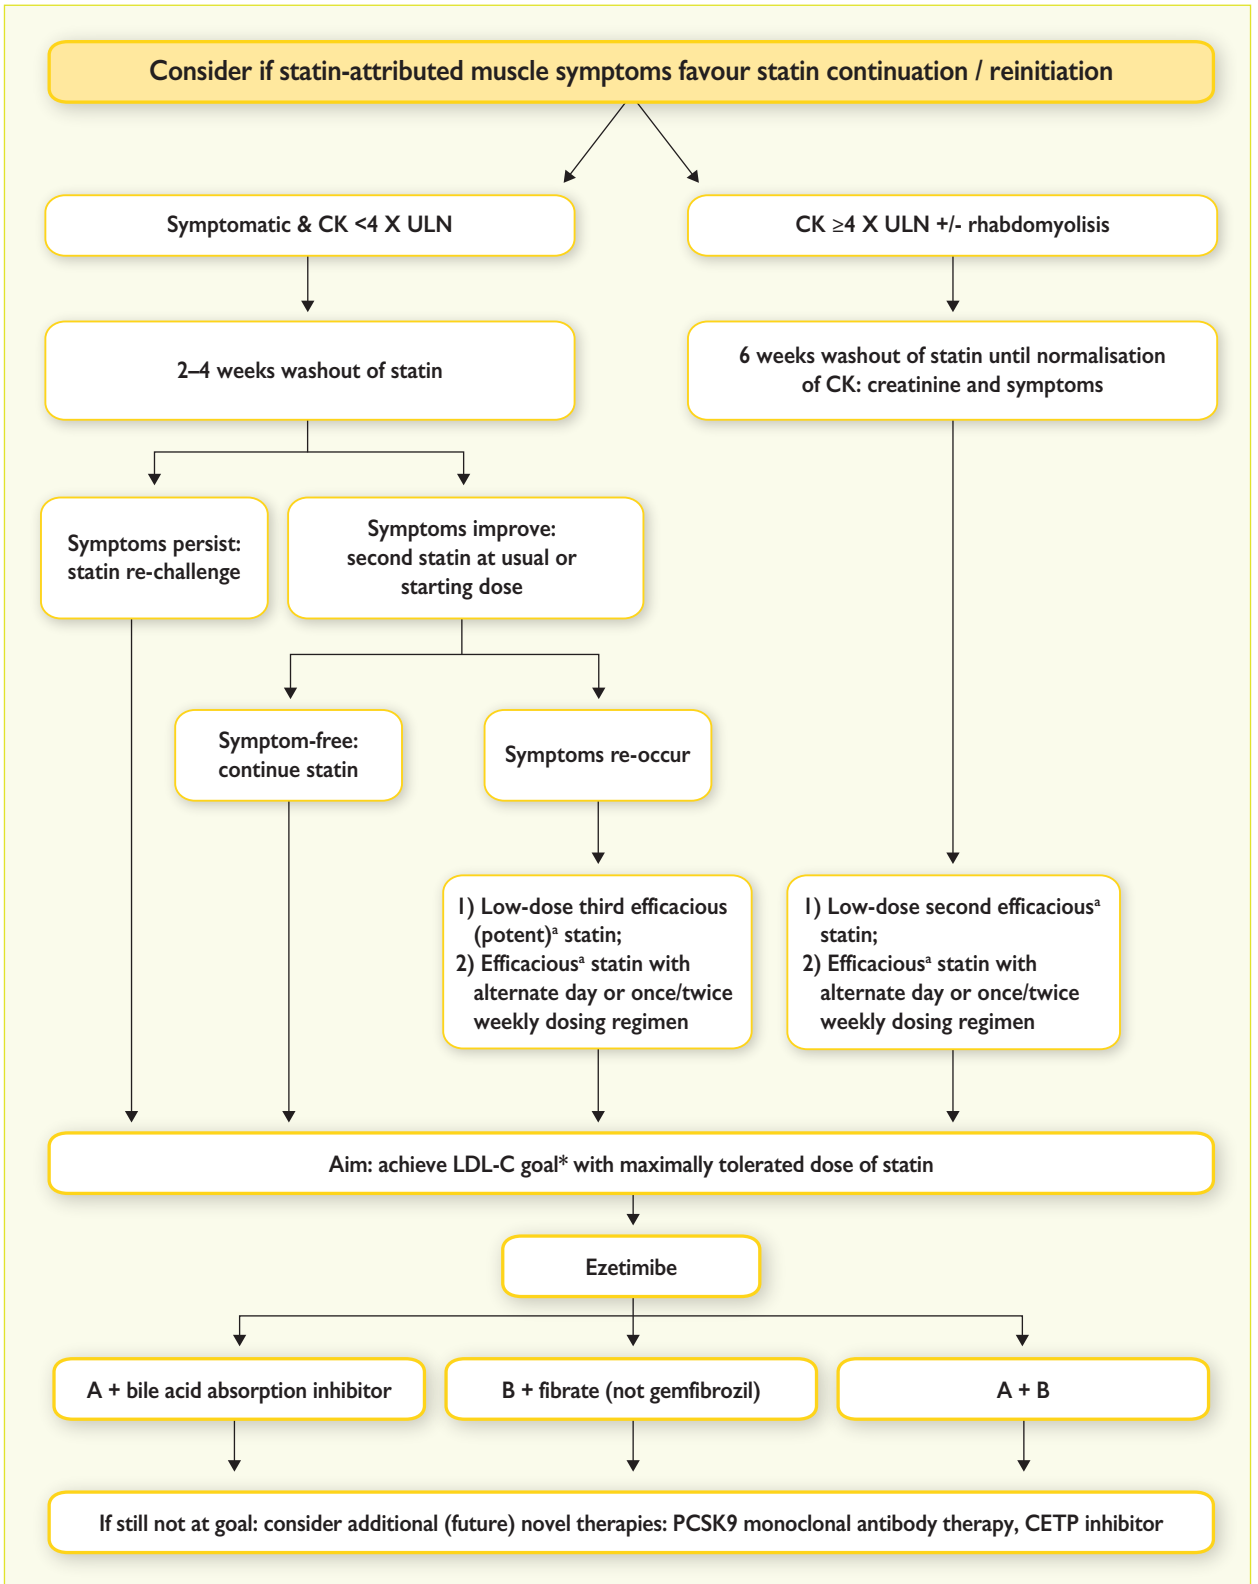 Consider if statin-attributed muscle symptoms favour statin continuation / reinitiation
Symptomatic & CK <4 X ULN
CK ≥4 X ULN +/- rhabdomyolisis
2–4 weeks washout of statin
6 weeks washout of statin until normalisation
of CK: creatinine and symptoms
Symptoms persist:
statin re-challenge
Symptoms improve:
second statin at usual or
starting dose
Symptom-free:
continue statin
Symptoms re-occur
1) Low-dose third efficacious
(potent)ᵃ statin;
2) Efficaciousᵃ statin with
alternate day or once/twice
weekly dosing regimen
1) Low-dose second efficaciousᵃ
statin;
2) Efficaciousᵃ statin with
alternate day or once/twice
weekly dosing regimen
Aim: achieve LDL-C goal* with maximally tolerated dose of statin
Ezetimibe
A + bile acid absorption inhibitor
B + fibrate (not gemfibrozil)
A + B
If still not at goal: consider additional (future) novel therapies: PCSK9 monoclonal antibody therapy, CETP inhibitor